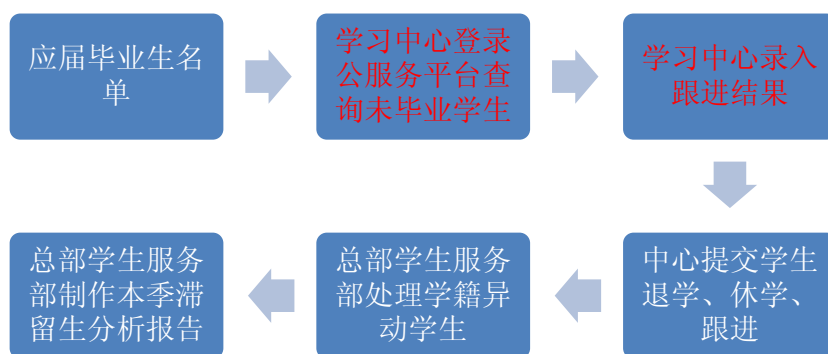 应届毕业生名
单
学习中心登录
公服务平台查
询未毕业学生
学习中心录入
跟进结果
中心提交学生
退学、休学、
跟进
总部学生服务
部处理学籍异
动学生
总部学生服务
部制作本季滞
留生分析报告